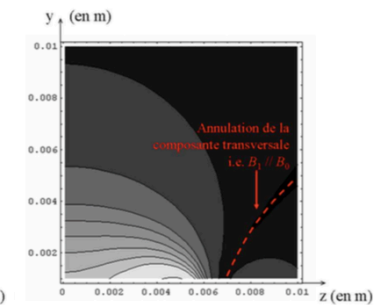 y (en m)
0.01
0.008
0.006
0.004
0.002
Annulation de la
composante transversale
i.e. B₁ // B₀
0 0.002 0.004 0.006 0.008 0.01
z (en m)
)